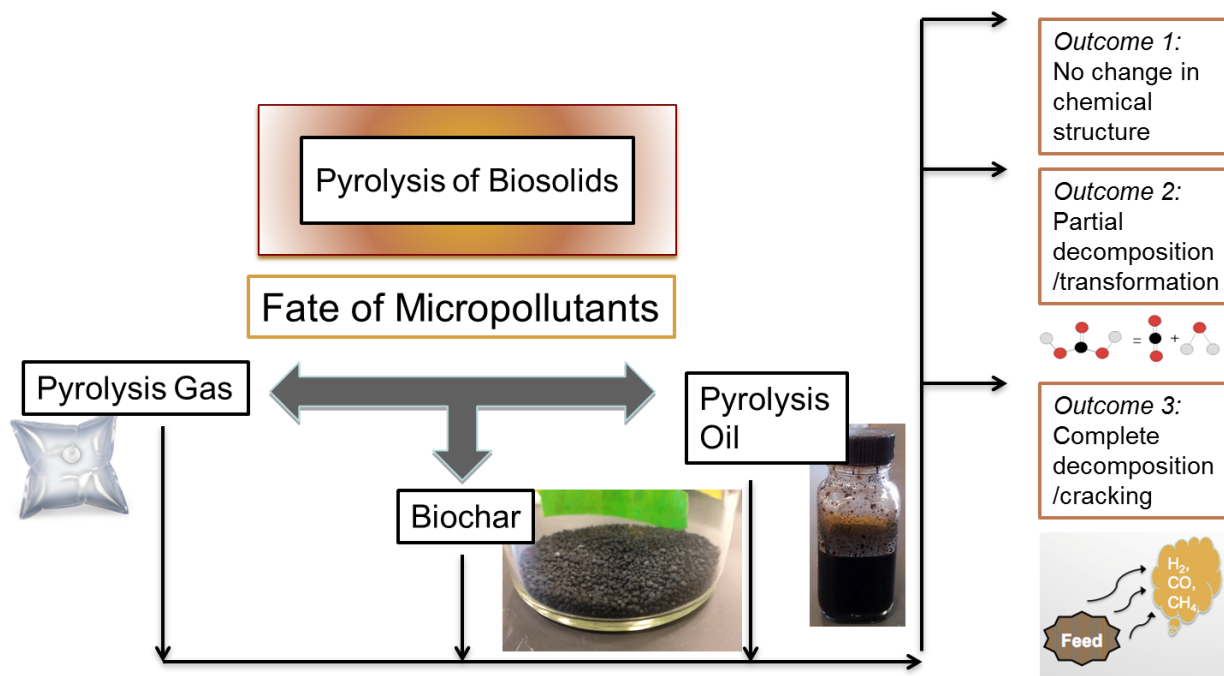 Pyrolysis of Biosolids
Fate of Micropollutants
Pyrolysis Gas
Pyrolysis
Oil
Biochar
Outcome 1:
No change in
chemical
structure
Outcome 2:
Partial
decomposition
/transformation
= +
Outcome 3:
Complete
decomposition
/cracking
H₂,
CO,
CH₄,
Feed